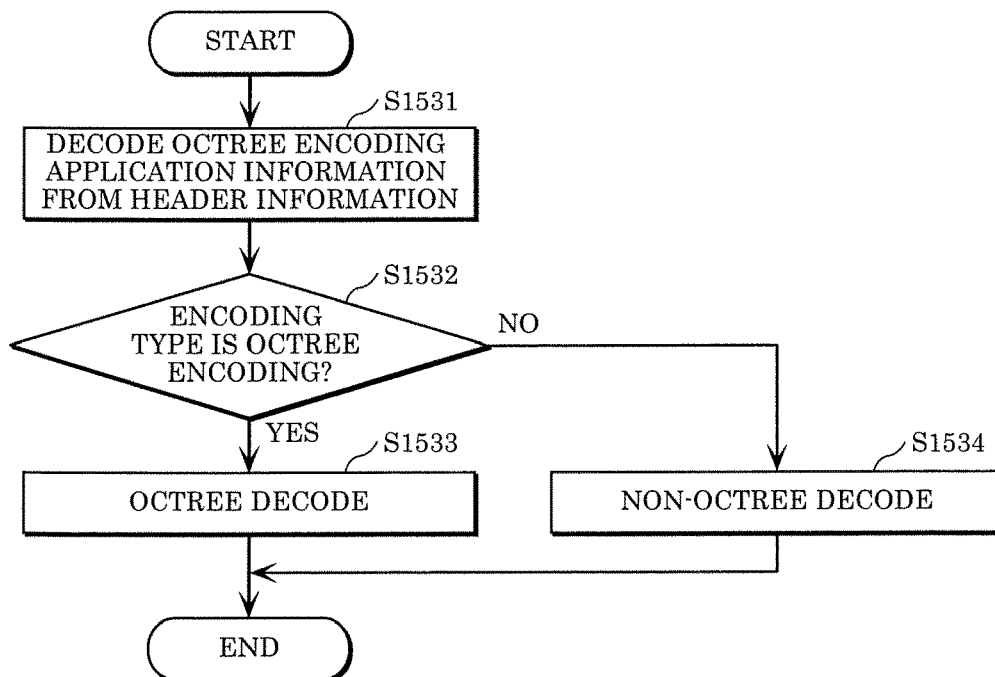 START
S1531
DECODE OCTREE ENCODING
APPLICATION INFORMATION
FROM HEADER INFORMATION
S1532
ENCODING
TYPE IS OCTREE
ENCODING?
NO
YES
S1533
S1534
OCTREE DECODE
NON-OCTREE DECODE
END